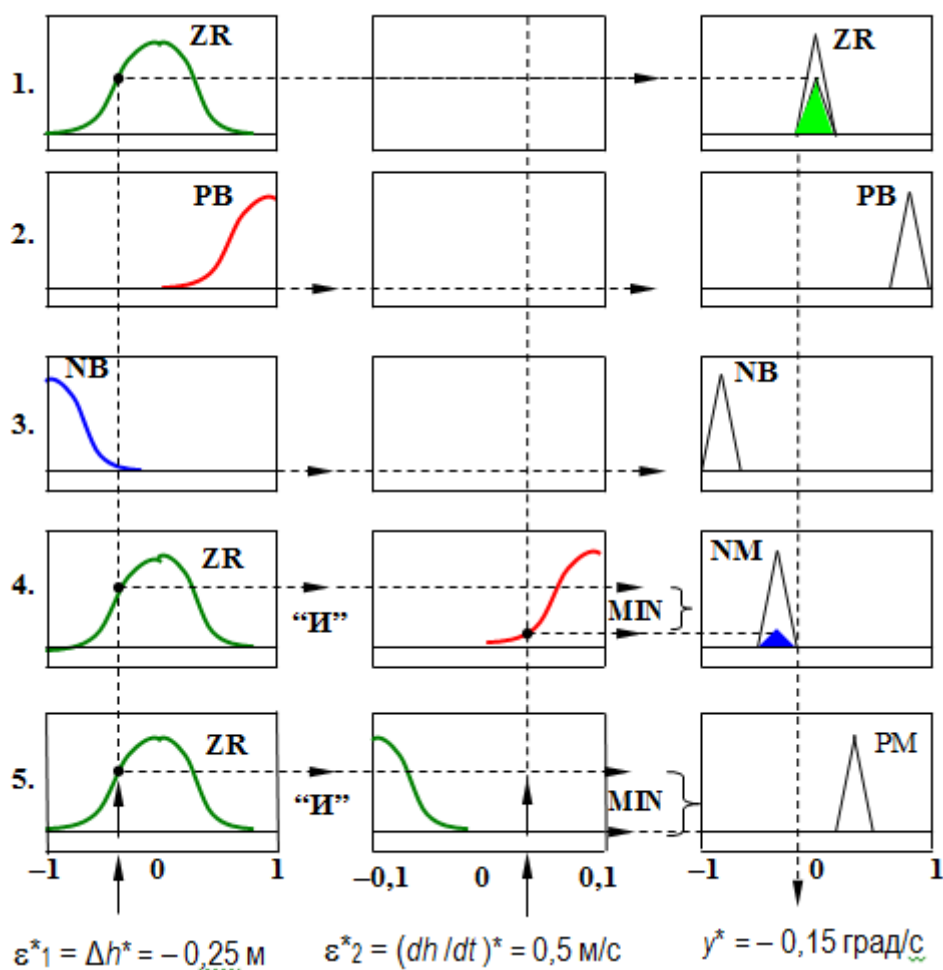 1. ZR ZR
2. PB PB
3. NB NB
4. ZR “И” MIN NM
5. ZR “И” MIN PM
–1 0 1 –0,1 0 0,1 –1 0 1
ε*1 = Δh* = – 0,25 м ε*2 = (dh /dt )* = 0,5 м/с y* = – 0,15 град/с